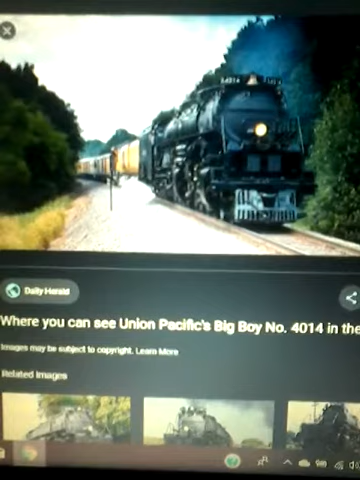 4014
Daily Herald
Where you can see Union Pacific's Big Boy No. 4014 in the
Images may be subject to copyright. Learn More
Related images